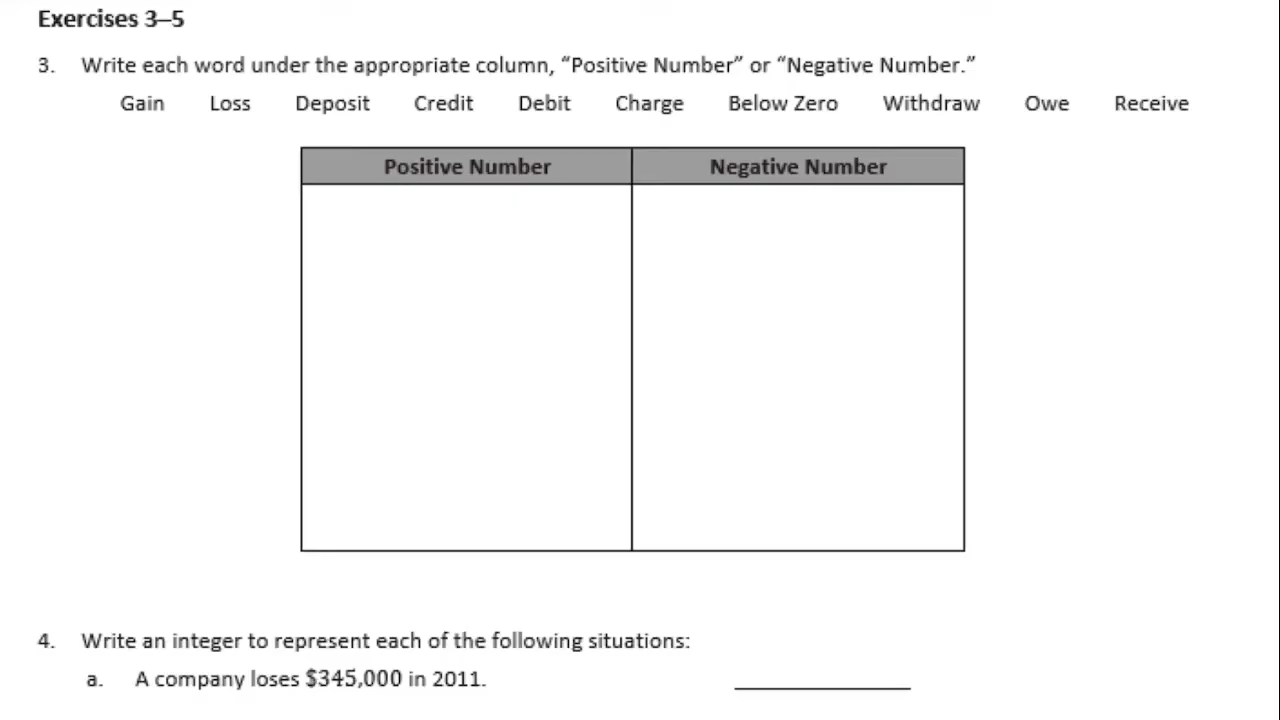 Exercises 3–5
3. Write each word under the appropriate column, “Positive Number” or “Negative Number.”
Gain Loss Deposit Credit Debit Charge Below Zero Withdraw Owe Receive
Positive Number Negative Number
4. Write an integer to represent each of the following situations:
a. A company loses $345,000 in 2011.